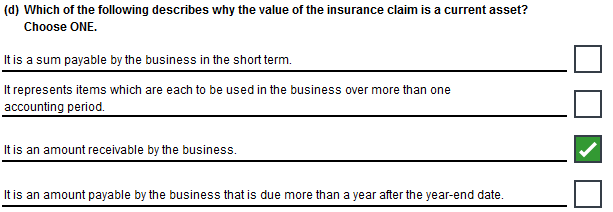 (d) Which of the following describes why the value of the insurance claim is a current asset?
Choose ONE.
It is a sum payable by the business in the short term.
It represents items which are each to be used in the business over more than one
accounting period.
It is an amount receivable by the business.
It is an amount payable by the business that is due more than a year after the year-end date.